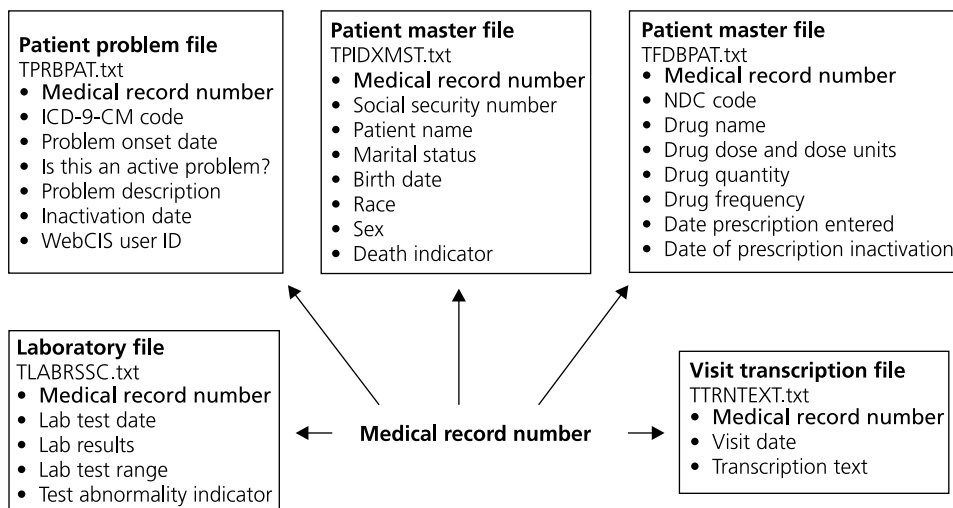 Patient problem file
TPRBPAT.txt
• Medical record number
• ICD-9-CM code
• Problem onset date
• Is this an active problem?
• Problem description
• Inactivation date
• WebCIS user ID
Patient master file
TPIDXMST.txt
• Medical record number
• Social security number
• Patient name
• Marital status
• Birth date
• Race
• Sex
• Death indicator
Patient master file
TFDBPAT.txt
• Medical record number
• NDC code
• Drug name
• Drug dose and dose units
• Drug quantity
• Drug frequency
• Date prescription entered
• Date of prescription inactivation
Laboratory file
TLABRSSC.txt
• Medical record number
• Lab test date
• Lab results
• Lab test range
• Test abnormality indicator
Medical record number
Visit transcription file
TTRNTEXT.txt
• Medical record number
• Visit date
• Transcription text